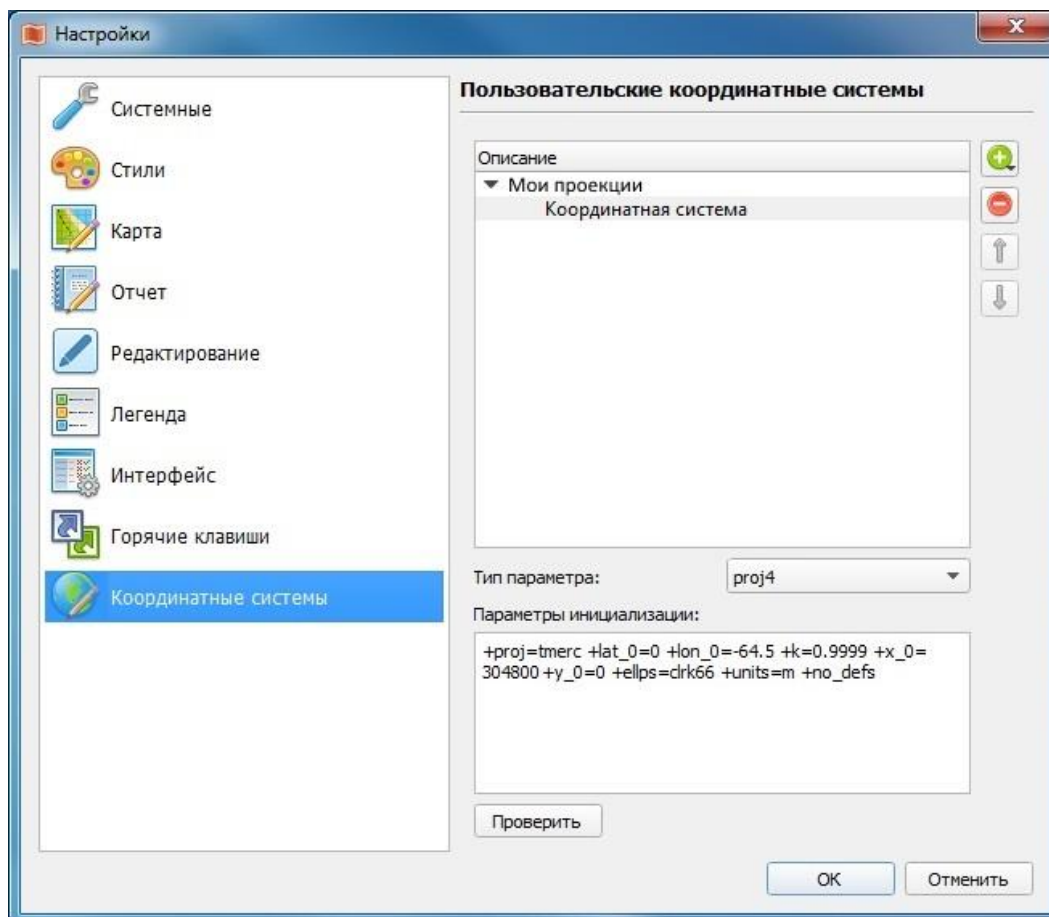 Настройки
Системные
Стили
Карта
Отчет
Редактирование
Легенда
Интерфейс
Горячие клавиши
Координатные системы
Пользовательские координатные системы
Описание
Мои проекции
Координатная система
Тип параметра:
proj4
Параметры инициализации:
+proj=tmerc +lat_0=0 +lon_0=-64.5 +k=0.9999 +x_0=
304800 +y_0=0 +ellps=clrk66 +units=m +no_defs
Проверить
OK
Отменить